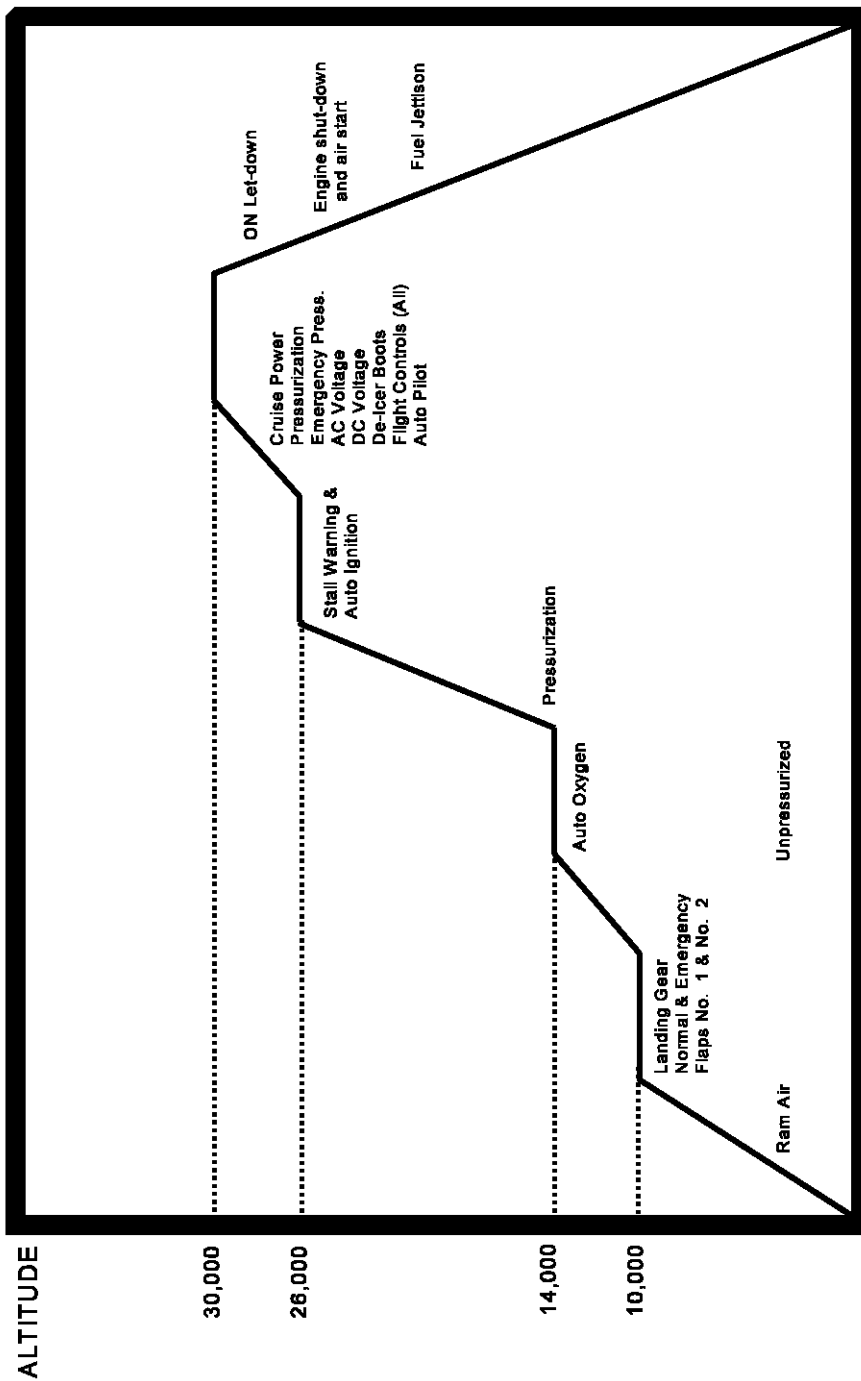 ALTITUDE
30,000
26,000
14,000
10,000
Ram Air
Landing Gear
Normal & Emergency
Flaps No. 1 & No. 2
Unpressurized
Auto Oxygen
Pressurization
Stall Warning &
Auto Ignition
Cruise Power
Pressurization
Emergency Press.
AC Voltage
DC Voltage
De-Icer Boots
Flight Controls (All)
Auto Pilot
ON Let-down
Engine shut-down
and air start
Fuel Jettison